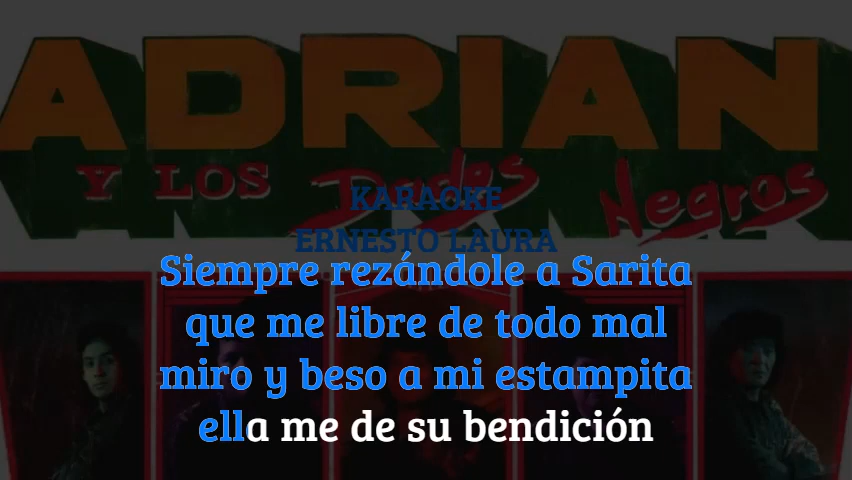 ADRIAN
Y LOS Dados Negros
KARAOKE
ERNESTO LAURA
Siempre rezándole a Sarita
que me libre de todo mal
miro y beso a mi estampita
ella me de su bendición